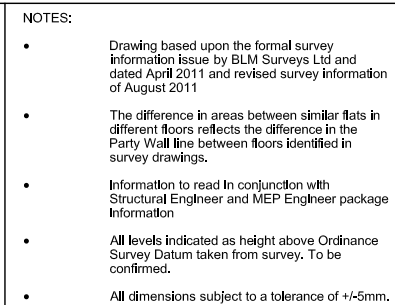 NOTES:
• Drawing based upon the formal survey
information issue by BLM Surveys Ltd and
dated April 2011 and revised survey information
of August 2011
• The difference in areas between similar flats in
different floors reflects the difference in the
Party Wall line between floors identified in
survey drawings.
• Information to read in conjunction with
Structural Engineer and MEP Engineer package
Information
• All levels indicated as height above Ordinance
Survey Datum taken from survey. To be
confirmed.
• All dimensions subject to a tolerance of +/-5mm.